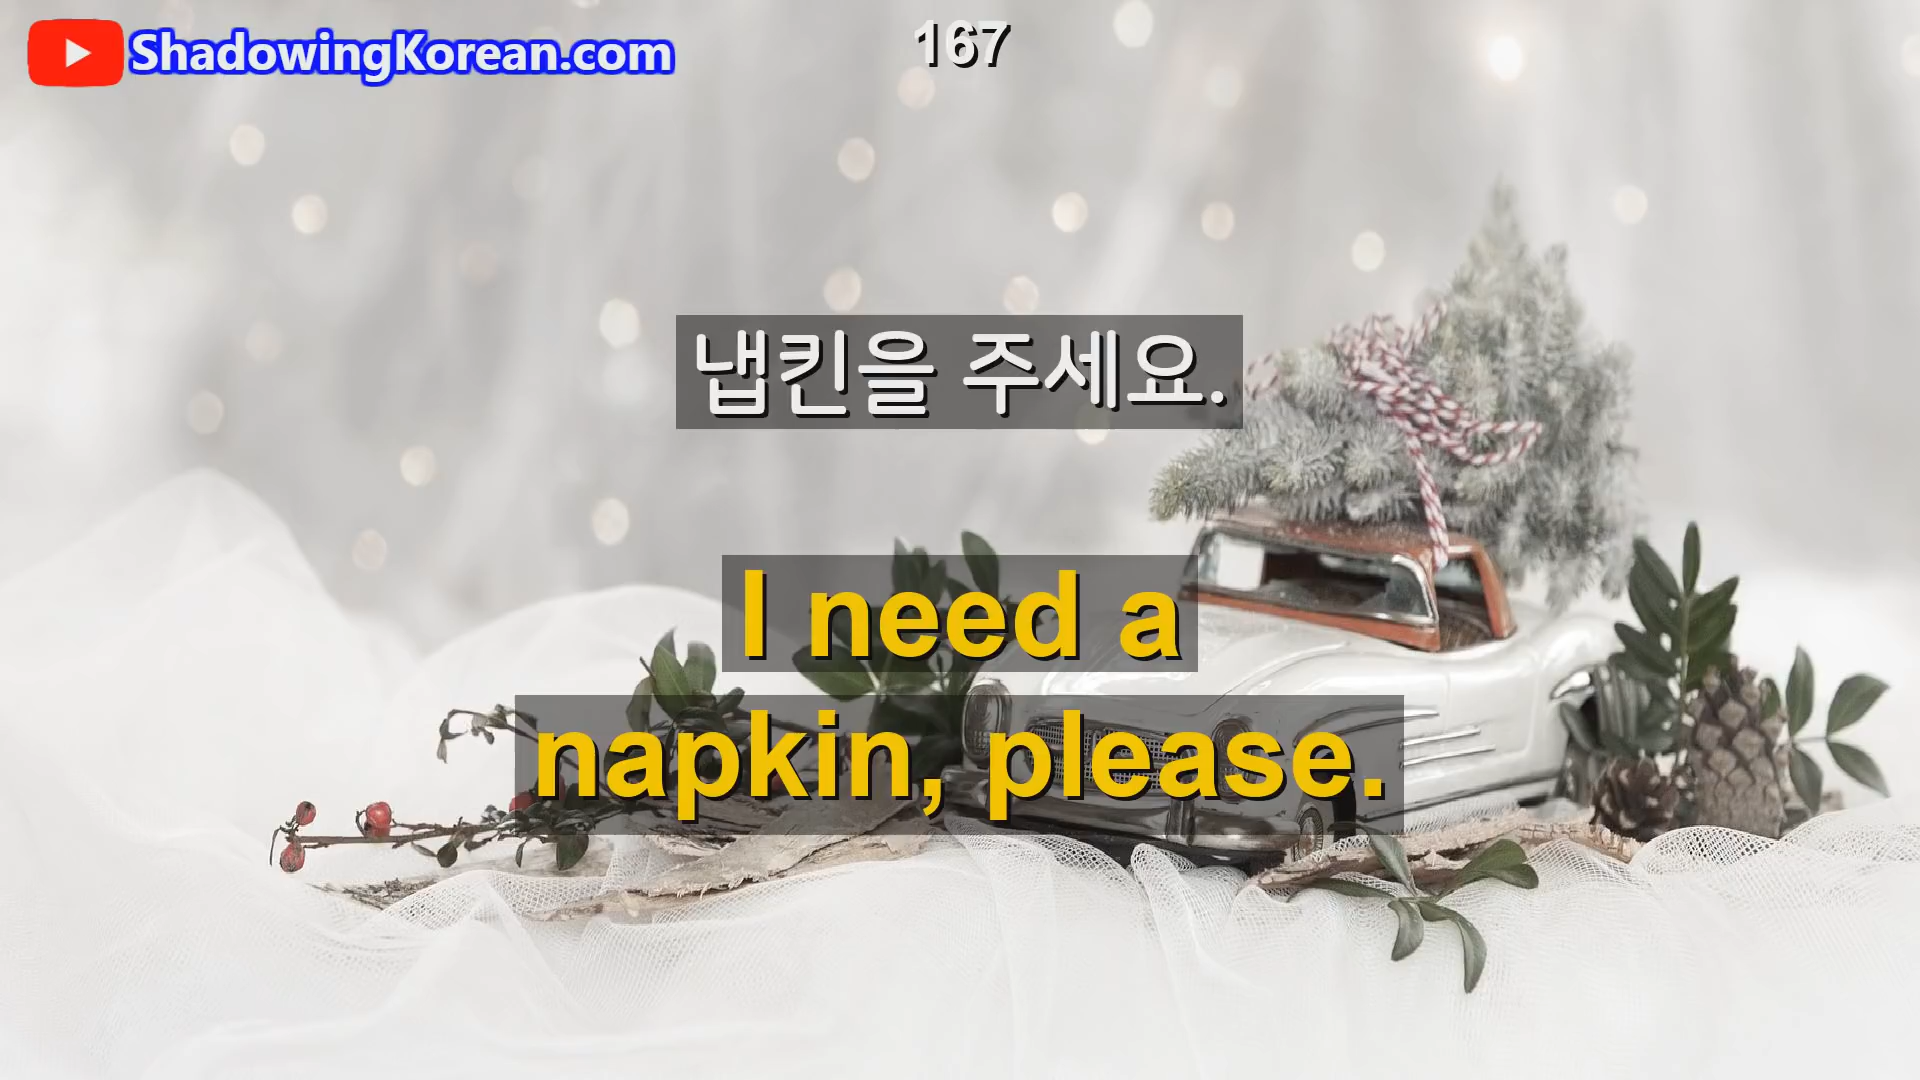 ShadowingKorean.com
167
냅킨을 주세요.
I need a
napkin, please.